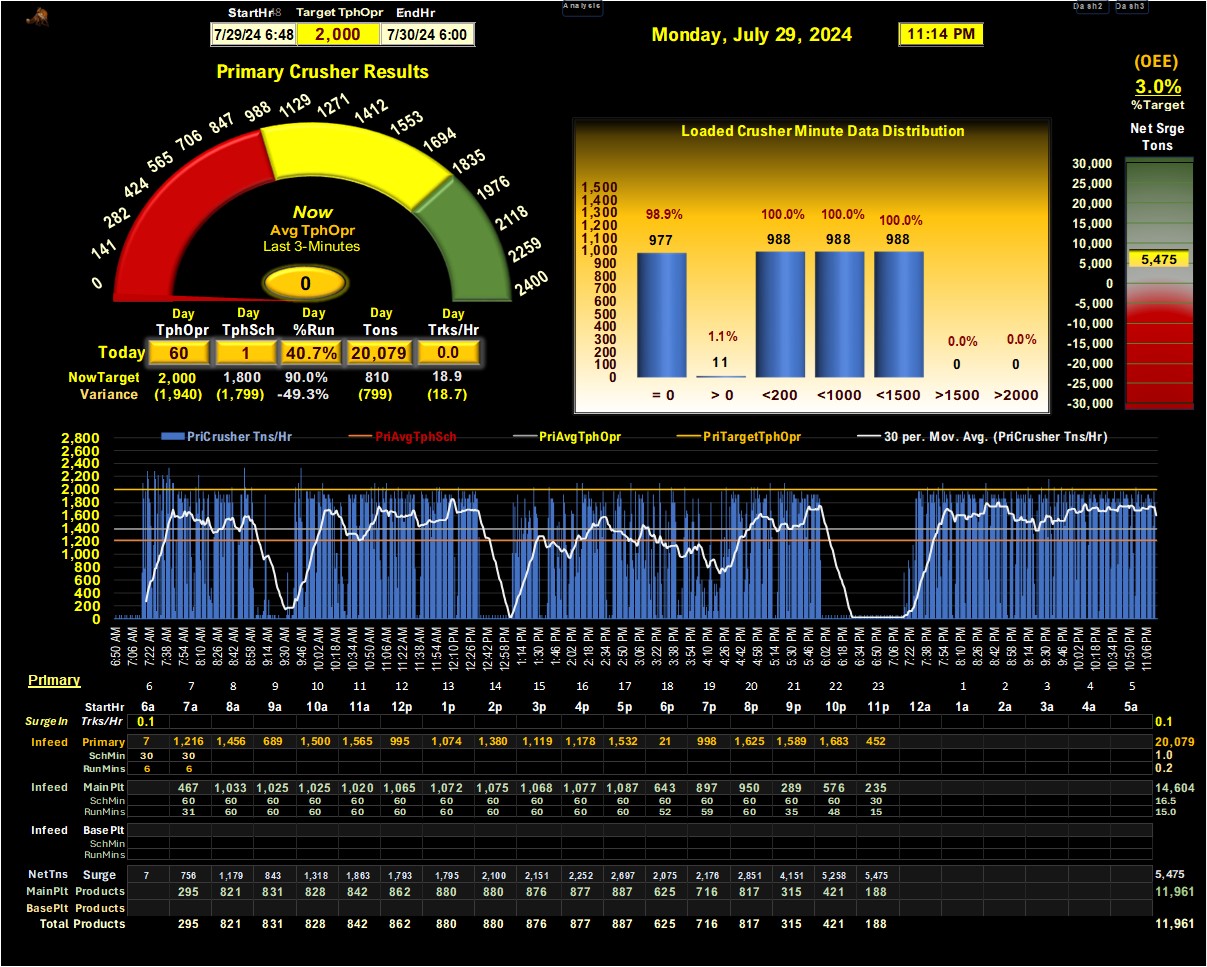 StartHr Target TphOpr EndHr
7/29/24 6:48 2,000 7/30/24 6:00
Analysis
Dash2 Dash3
Monday, July 29, 2024 11:14 PM
(OEE)
3.0%
%Target
Net Srge
Tons
30,000
25,000
20,000
15,000
10,000
5,000
0
-5,000
-10,000
-15,000
-20,000
-25,000
-30,000
5,475
Primary Crusher Results
0 141 282 424 565 706 847 988 1129 1271 1412 1553 1694 1835 1976 2118 2259 2400
Now
Avg TphOpr
Last 3-Minutes
0
Day Day Day Day Day
TphOpr TphSch %Run Tons Trks/Hr
Today 60 1 40.7% 20,079 0.0
NowTarget 2,000 1,800 90.0% 810 18.9
Variance (1,940) (1,799) -49.3% (799) (18.7)
Loaded Crusher Minute Data Distribution
1,500
1,400
1,300
1,200
1,100
1,000
900
800
700
600
500
400
300
200
100
0
98.9% 1.1% 100.0% 100.0% 100.0% 0.0% 0.0%
977 11 988 988 988 0 0
= 0 > 0 <200 <1000 <1500 >1500 >2000
PriCrusher Tns/Hr PriAvgTphSch PriAvgTphOpr PriTargetTphOpr 30 per. Mov. Avg. (PriCrusher Tns/Hr)
2,800
2,600
2,400
2,200
2,000
1,800
1,600
1,400
1,200
1,000
800
600
400
200
0
6:50 AM 7:06 AM 7:22 AM 7:54 AM 8:10 AM 8:26 AM 8:42 AM 8:58 AM 9:14 AM 9:30 AM 9:46 AM 10:02 AM 10:18 AM 10:34 AM 10:50 AM 11:06 AM 11:22 AM 11:38 AM 11:54 AM 12:10 PM 12:26 PM 12:42 PM 12:58 PM 1:14 PM 1:30 PM 1:46 PM 2:02 PM 2:18 PM 2:34 PM 2:50 PM 3:06 PM 3:22 PM 3:38 PM 3:54 PM 4:10 PM 4:26 PM 4:42 PM 4:58 PM 5:14 PM 5:30 PM 5:46 PM 6:02 PM 6:18 PM 6:34 PM 6:50 PM 7:06 PM 7:22 PM 7:38 PM 7:54 PM 8:10 PM 8:26 PM 8:42 PM 8:58 PM 9:14 PM 9:30 PM 9:46 PM 10:02 PM 10:18 PM 10:34 PM 10:50 PM 11:06 PM
Primary
6 7 8 9 10 11 12 13 14 15 16 17 18 19 20 21 22 23 1 2 3 4 5
StartHr 6a 7a 8a 9a 10a 11a 12p 1p 2p 3p 4p 5p 6p 7p 8p 9p 10p 11p 12a 1a 2a 3a 4a 5a
SurgeIn Trks/Hr 0.1 0.1
Infeed Primary 7 1,216 1,456 689 1,500 1,565 995 1,074 1,380 1,119 1,178 1,532 21 998 1,625 1,589 1,683 452 20,079
SchMin 30 30 1.0
RunMins 6 6 0.2
Infeed MainPlt 467 1,033 1,025 1,025 1,020 1,065 1,072 1,075 1,068 1,077 1,087 643 897 950 289 576 235 14,604
SchMin 60 60 60 60 60 60 60 60 60 60 60 60 60 60 60 60 30 16.5
RunMins 31 60 60 60 60 60 60 60 60 60 60 52 59 60 35 48 15 15.0
Infeed BasePlt
SchMin
RunMins
NetTns Surge 7 756 1,179 843 1,318 1,863 1,793 1,795 2,100 2,151 2,252 2,697 2,075 2,176 2,851 4,151 5,258 5,475 5,475
MainPlt Products 295 821 831 828 842 862 880 880 876 877 887 625 716 817 315 421 188 11,961
BasePlt Products
Total Products 295 821 831 828 842 862 880 880 876 877 887 625 716 817 315 421 188 11,961